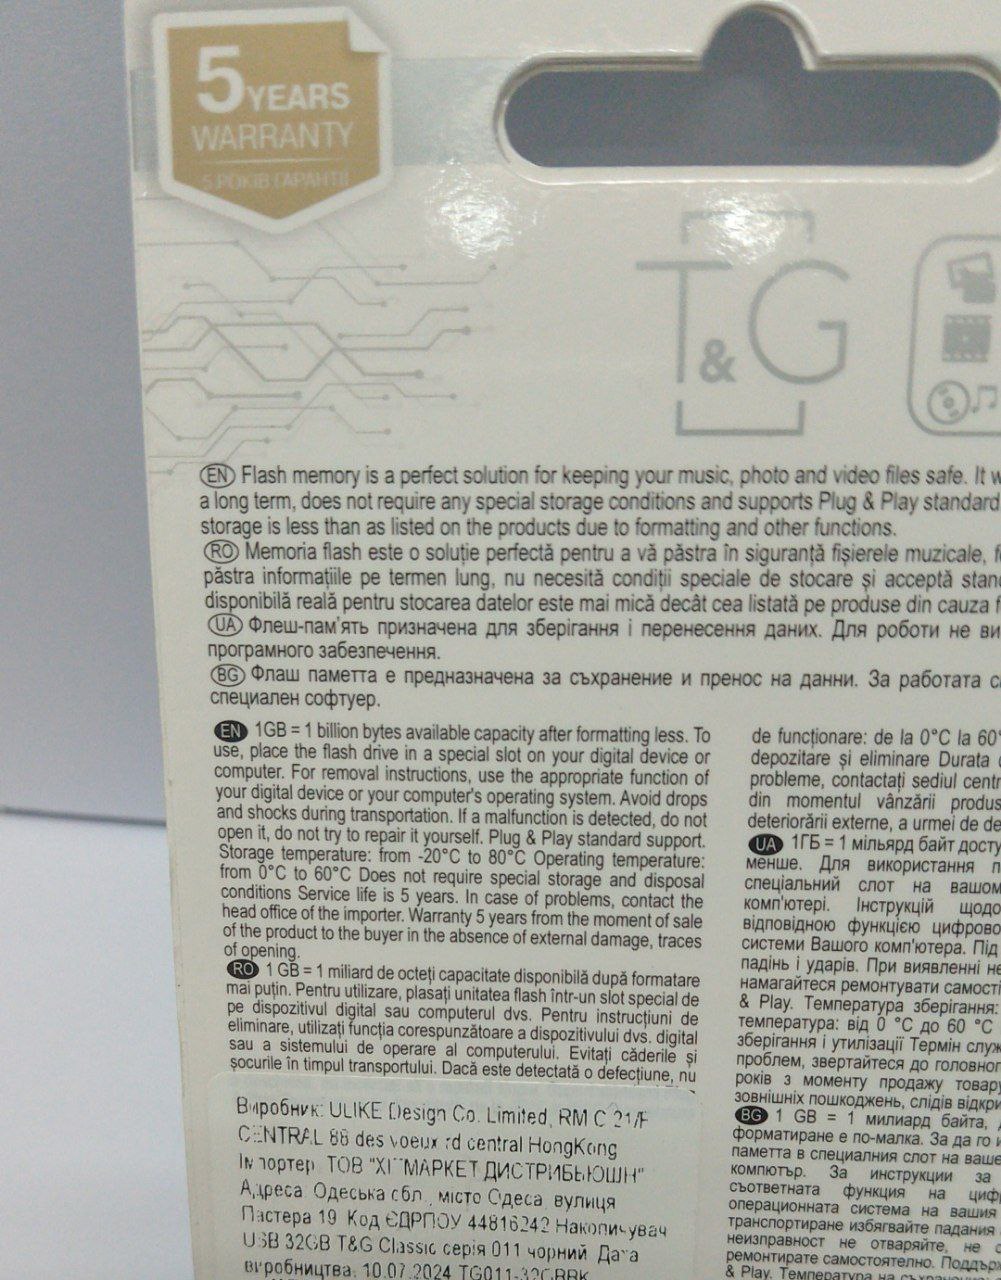 5 YEARS
WARRANTY
5 РОКІВ ГАРАНТІЇ
T&G
EN Flash memory is a perfect solution for keeping your music, photo and video files safe. It
a long term, does not require any special storage conditions and supports Plug & Play standard
storage is less than as listed on the products due to formatting and other functions.
RO Memoria flash este o soluție perfectă pentru a vă păstra în siguranță fișierele muzicale,
păstra informațiile pe termen lung, nu necesită condiții speciale de stocare și acceptă
disponibilă reală pentru stocarea datelor este mai mică decât cea listată pe produse din cauza
UA Флеш-пам'ять призначена для зберігання і перенесення даних. Для роботи не
програмного забезпечення.
BG Флаш паметта е предназначена за съхранение и пренос на данни. За работата
специален софтуер.
EN 1GB = 1 billion bytes available capacity after formatting less. To
use, place the flash drive in a special slot on your digital device or
computer. For removal instructions, use the appropriate function of
your digital device or your computer's operating system. Avoid drops
and shocks during transportation. If a malfunction is detected, do not
open it, do not try to repair it yourself. Plug & Play standard support.
Storage temperature: from -20°C to 80°C Operating temperature:
from 0°C to 60°C Does not require special storage and disposal
conditions Service life is 5 years. In case of problems, contact the
head office of the importer. Warranty 5 years from the moment of sale
of the product to the buyer in the absence of external damage, traces
of opening.
RO 1 GB = 1 miliard de octeți capacitate disponibilă după formatare
mai puțin. Pentru utilizare, plasați unitatea flash într-un slot special de
pe dispozitivul digital sau computerul dvs. Pentru instrucțiuni de
eliminare, utilizați funcția corespunzătoare a dispozitivului dvs. digital
sau a sistemului de operare al computerului. Evitați căderile și
șocurile în timpul transportului. Dacă este detectată o defecțiune, nu
Виробник: ULIKE Design Co. Limited, RM C 21/F
CENTRAL 88 des voeux rd central HongKong
Імпортер: ТОВ "ХІТМАРКЕТ ДИСТРИБЬЮШН"
Адреса: Одеська обл., місто Одеса, вулиця
Пастера 19 Код ЄДРПОУ 44816242 Накопичувач
USB 32GB T&G Classic серія 011 чорний Дата
виробництва: 10.07.2024 TG011-32GBBK
de funcționare: de la 0°C la 60°
depozitare și eliminare Durata
probleme, contactați sediul
din momentul vânzării
deteriorării externe, a urmei de
UA 1ГБ = 1 мільярд байт
менше. Для використання
спеціальний слот на вашому
комп'ютері. Інструкцій щодо
відповідною функцією
системи Вашого комп'ютера. Під
падінь і ударів. При виявленні
намагайтеся ремонтувати
& Play. Температура зберігання:
температура: від 0 °C до 60 °C
зберігання і утилізації Термін
проблем, звертайтеся до
років з моменту продажу
зовнішніх пошкоджень, слідів
BG 1 GB = 1 милиард байта,
форматиране е по-малка. За да го
паметта в специалния слот на
компютър. За инструкции за
съответната функция на
операционната система на вашия
транспортиране избягвайте падания
неизправност не отваряйте, не
ремонтирате самостоятелно.
& Play. Температура на